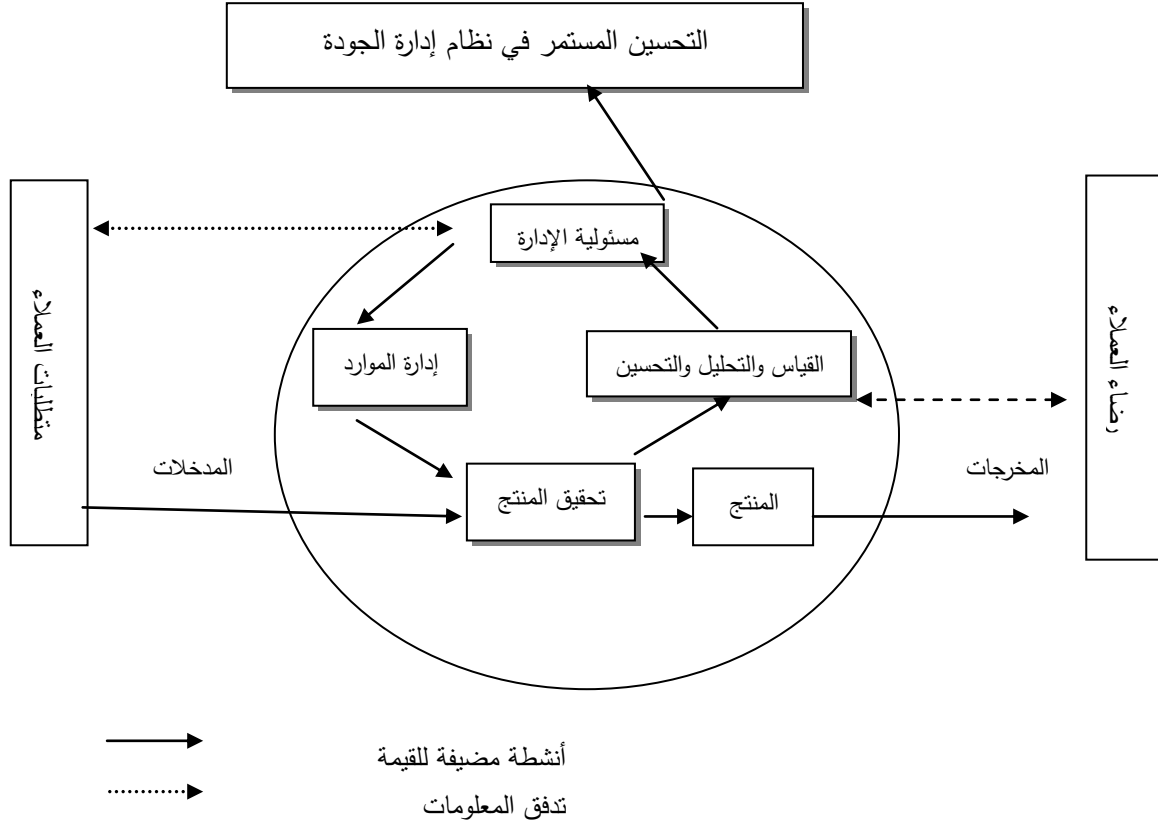 التحسين المستمر في نظام إدارة الجودة
مسئولية الإدارة
متطلبات العملاء
رضاء العملاء
إدارة الموارد
القياس والتحليل والتحسين
المدخلات
المخرجات
تحقيق المنتج
المنتج
أنشطة مضيفة للقيمة
تدفق المعلومات